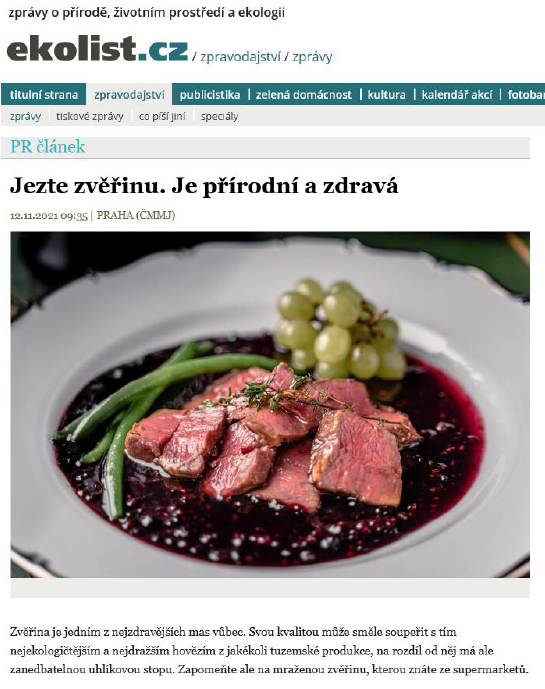 zprávy o přírodě, životním prostředí a ekologii
ekolist.cz / zpravodajství / zprávy
titulní strana | zpravodajství | publicistika | zelená domácnost | kultura | kalendář akcí | fotoban
zprávy | tiskové zprávy | co píší jiní | speciály
PR článek
Jezte zvěřinu. Je přírodní a zdravá
12.11.2021 09:35 | PRAHA (ČMMJ)
Zvěřina je jedním z nejzdravějších mas vůbec. Svou kvalitou může směle soupeřit s tím
nejekologičtějším a nejdražším hovězím z jakékoli tuzemské produkce, na rozdíl od něj má ale
zanedbatelnou uhlíkovou stopu. Zapomeňte ale na mraženou zvěřinu, kterou znáte ze supermarketů.